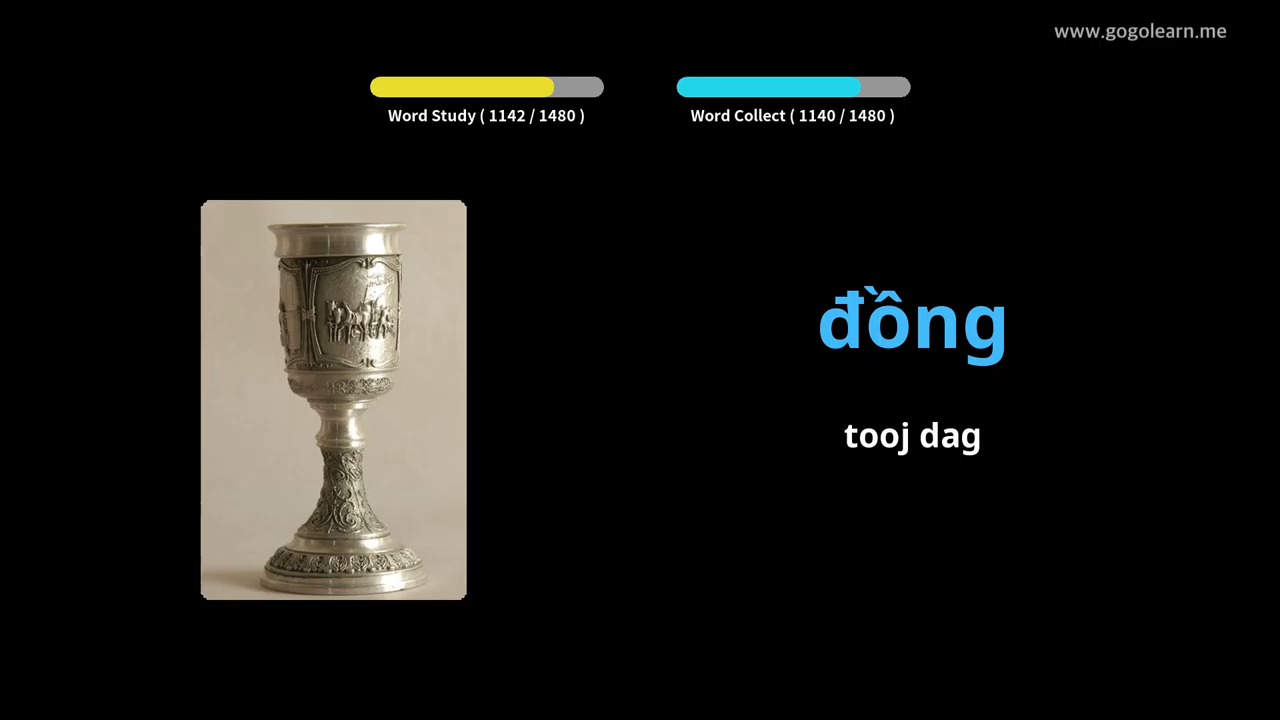 www.gogolearn.me
Word Study ( 1142 / 1480 )
Word Collect ( 1140 / 1480 )
đồng
tooj dag